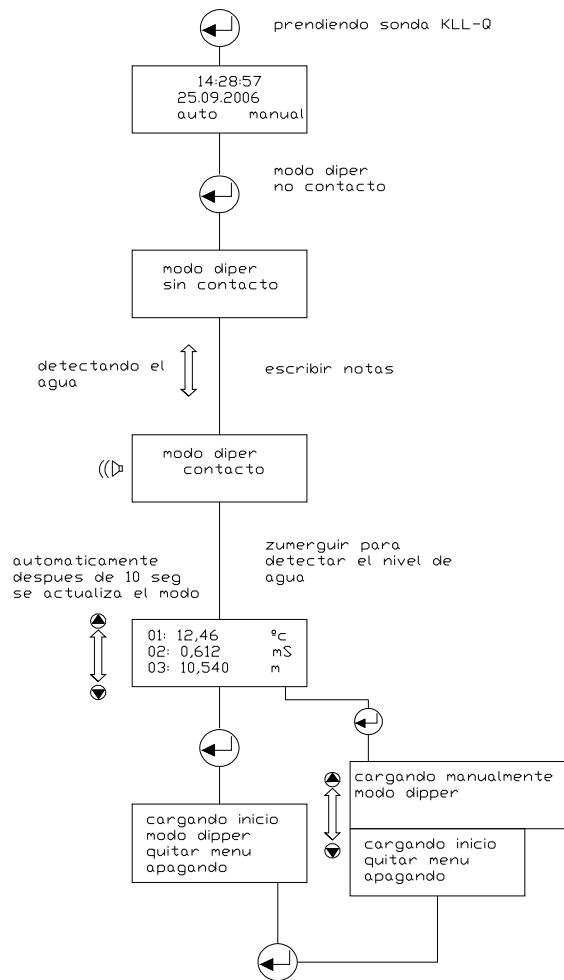 prendiendo sonda KLL-Q
14:28:57
25.09.2006
auto manual
modo diper
no contacto
modo diper
sin contacto
detectando el
agua
escribir notas
modo diper
contacto
zumerguir para
detectar el nivel de
agua
automaticamente
despues de 10 seg
se actualiza el modo
01: 12,46 ºc
02: 0,612 mS
03: 10,540 m
cargando manualmente
modo dipper
cargando inicio
modo dipper
quitar menu
apagando
cargando inicio
quitar menu
apagando